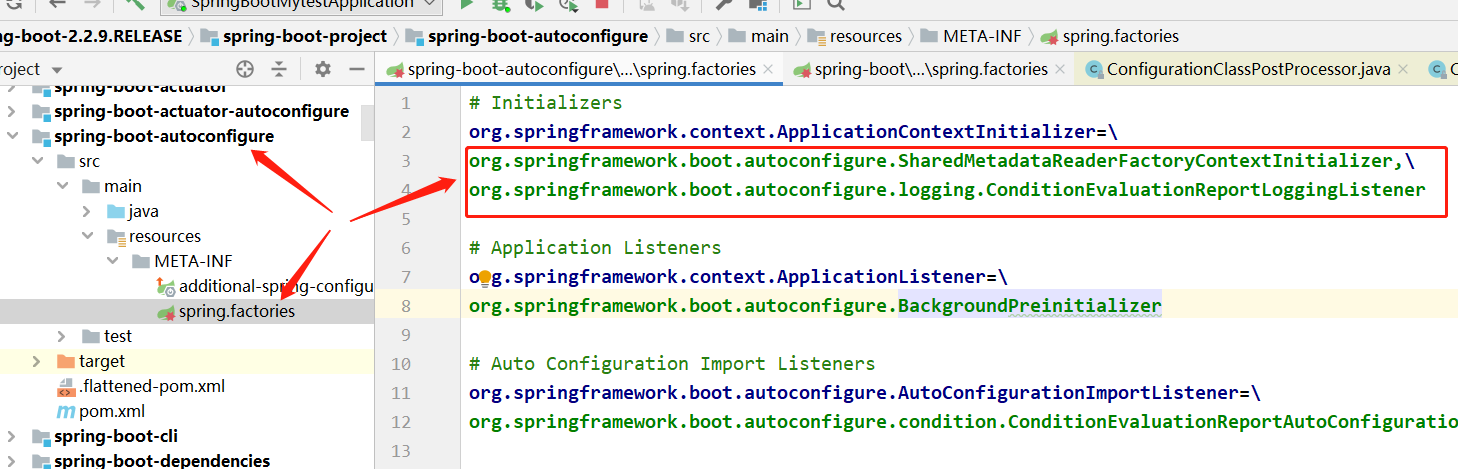 SpringBootMytestApplication
ng-boot-2.2.9.RELEASE spring-boot-project spring-boot-autoconfigure src main resources META-INF spring.factories
roject
spring-boot-autoconfigure\...\spring.factories
spring-boot\...\spring.factories
ConfigurationClassPostProcessor.java
spring-boot-actuator
spring-boot-actuator-autoconfigure
spring-boot-autoconfigure
src
main
java
resources
META-INF
additional-spring-configu
spring.factories
test
target
.flattened-pom.xml
pom.xml
spring-boot-cli
spring-boot-dependencies
1 # Initializers
2 org.springframework.context.ApplicationContextInitializer=\
3 org.springframework.boot.autoconfigure.SharedMetadataReaderFactoryContextInitializer,\
4 org.springframework.boot.autoconfigure.logging.ConditionEvaluationReportLoggingListener
5
6 # Application Listeners
7 org.springframework.context.ApplicationListener=\
8 org.springframework.boot.autoconfigure.BackgroundPreinitializer
9
10 # Auto Configuration Import Listeners
11 org.springframework.boot.autoconfigure.AutoConfigurationImportListener=\
12 org.springframework.boot.autoconfigure.condition.ConditionEvaluationReportAutoConfiguratio
13